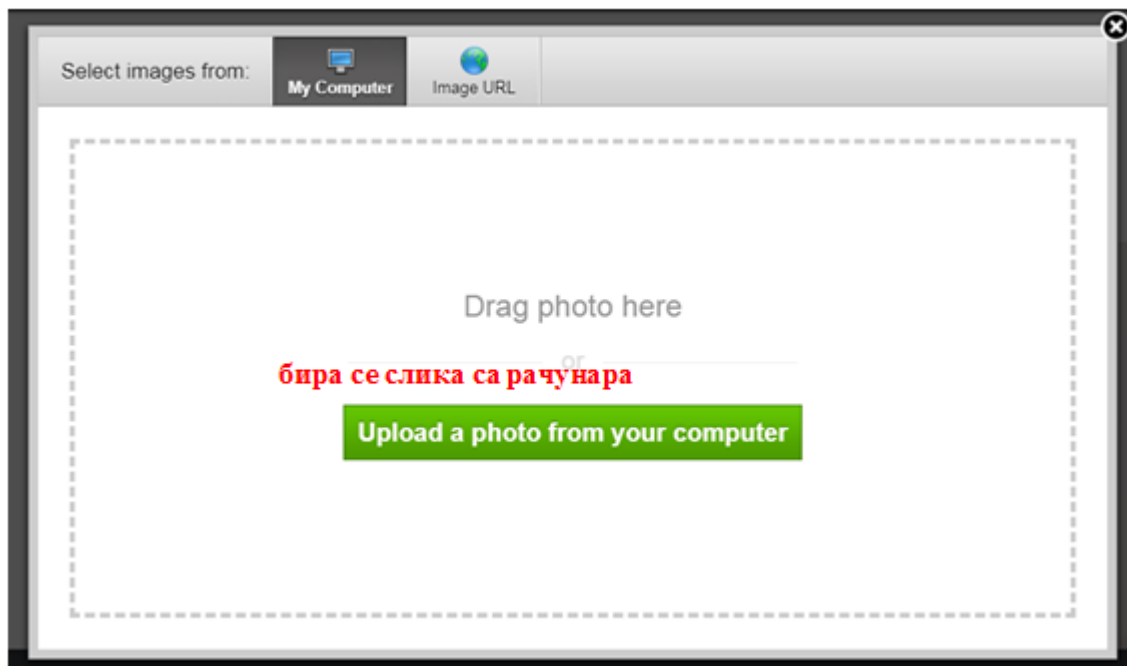 Select images from:
My Computer
Image URL
Drag photo here
or
бира се слика са рачунара
Upload a photo from your computer